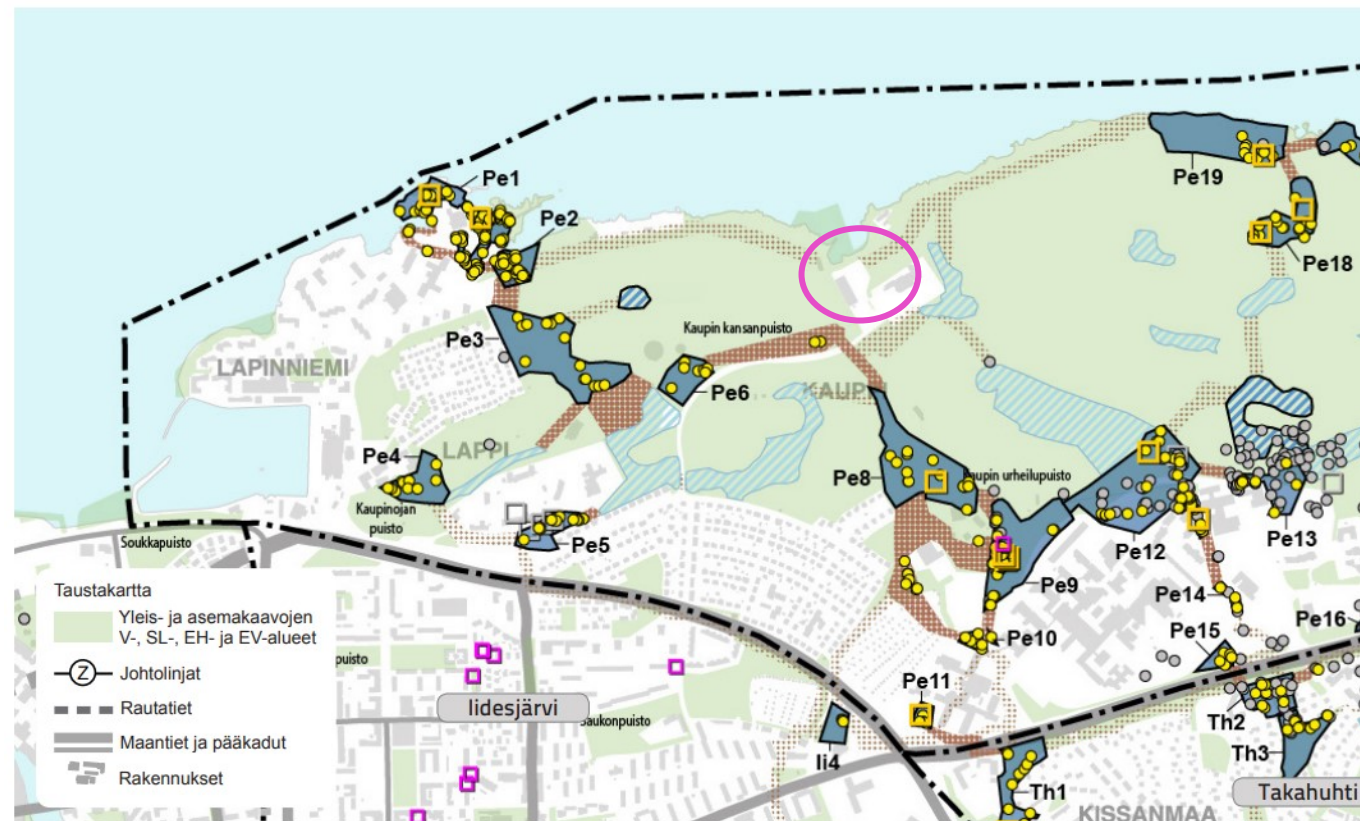 Pe1
Pe2
Pe19
Pe18
Pe3
Kaupin kansanpuisto
LAPINNIEMI
Pe6
KAUPPI
LAPPI
Pe4
Pe8
Kaupin urheilupuisto
Kaupinojan
puisto
Soukkapuisto
Pe5
Pe12
Pe13
Pe9
Pe14
Pe10
Pe15
Pe16
Taustakartta
Yleis- ja asemakaavojen
V-, SL-, EH- ja EV-alueet
Z
Johtolinjat
Rautatiet
Maantiet ja pääkadut
Rakennukset
puisto
Iidesjärvi
Saukonpuisto
Pe11
Ii4
Th2
Th3
Th1
Takahuhti
KISSANMAA